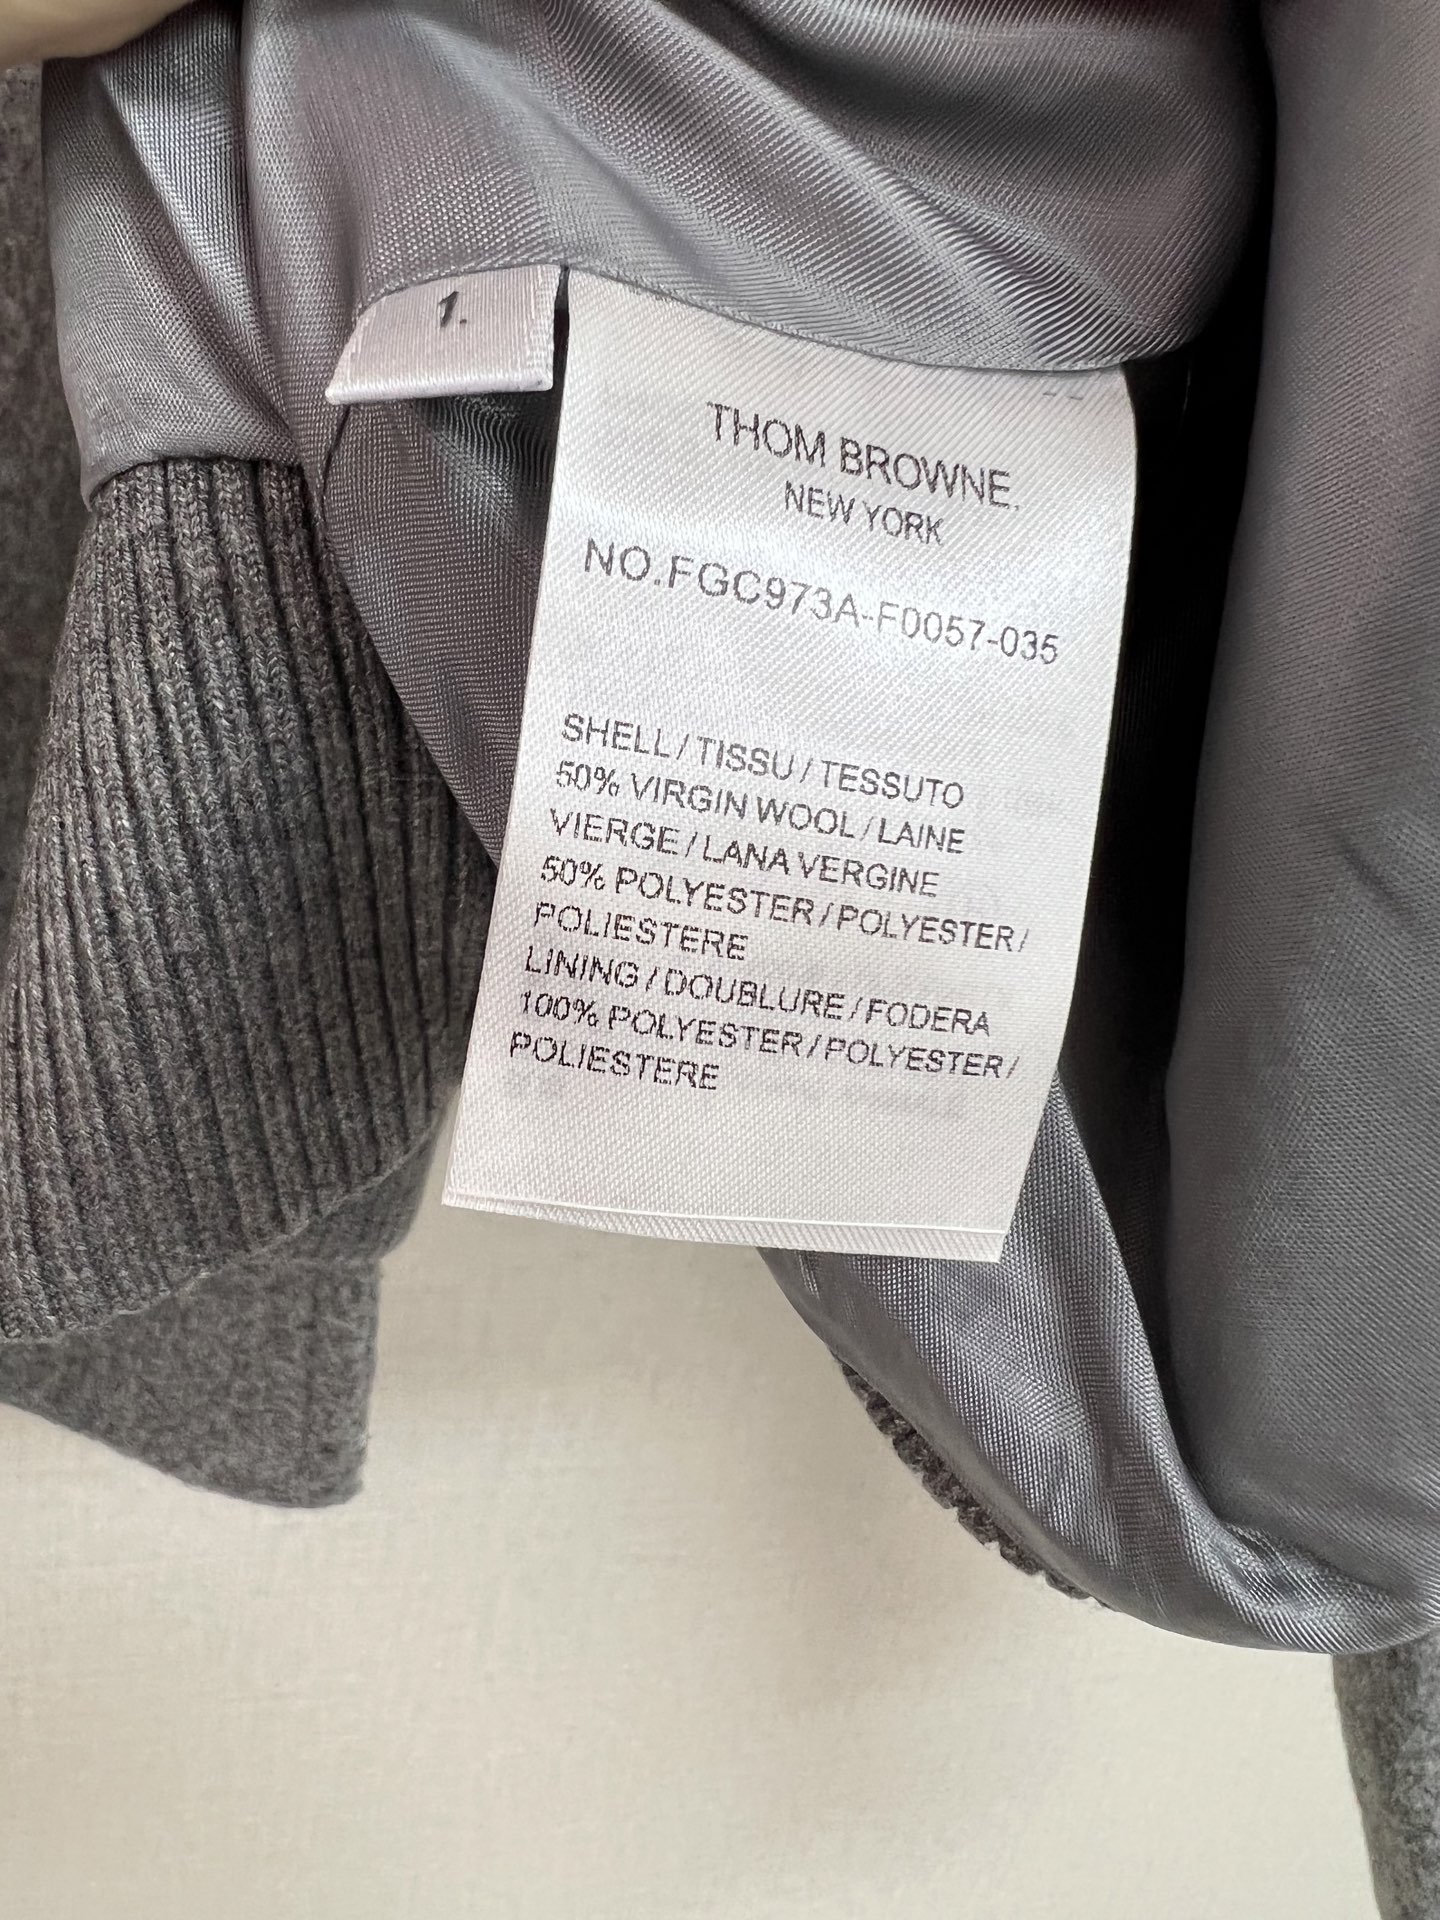 1.
THOM BROWNE.
NEW YORK
NO.FGC973A-F0057-035
SHELL / TISSU / TESSUTO
50% VIRGIN WOOL / LAINE
VIERGE / LANA VERGINE
50% POLYESTER / POLYESTER /
POLIESTERE
LINING / DOUBLURE / FODERA
100% POLYESTER / POLYESTER /
POLIESTERE